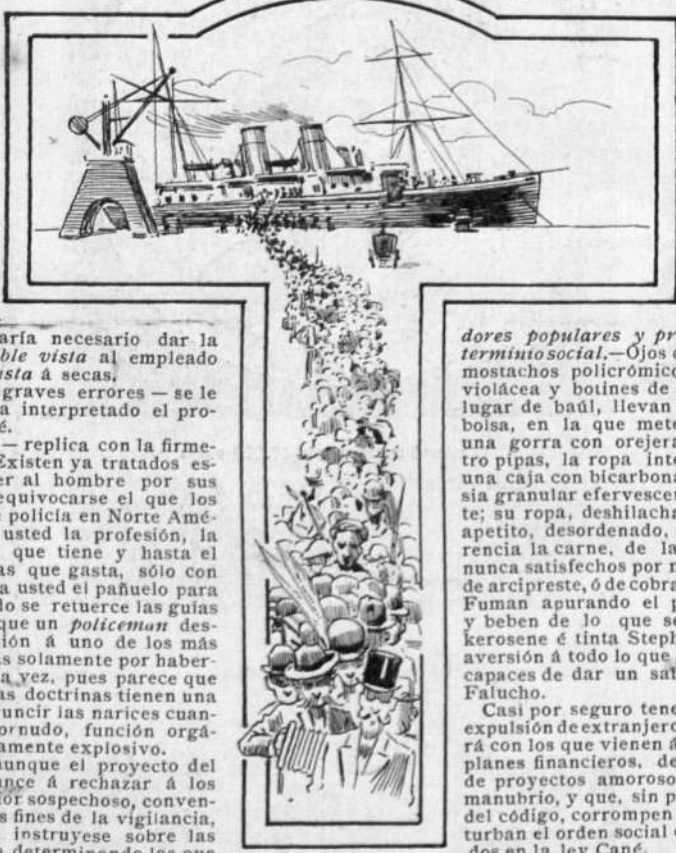 aría necesario dar la
ble vista al empleado
sta á secas.
graves errores — se le
a interpretado el pro-
é.
— replica con la firme-
Existen ya tratados es-
er al hombre por sus
equivocarse el que los
policía en Norte Amé-
usted la profesión, la
que tiene y hasta el
as que gasta, sólo con
a usted el pañuelo para
do se retuerce las guías
que un policeman des-
ión á uno de los más
s solamente por haber-
a vez, pues parece que
as doctrinas tienen una
uncir las narices cuan-
ornudo, función orgá-
amente explosivo.
aunque el proyecto del
nce á rechazar á los
ior sospechoso, conven-
s fines de la vigilancia,
instruyese sobre las
determinando los que
dores populares y pr
terminio social.—Ojos
mostachos policrómico
violácea y botines de
lugar de baúl, llevan
bolsa, en la que mete
una gorra con orejera
tro pipas, la ropa inte
una caja con bicarbona
sia granular efervescen
te; su ropa, deshilacha
apetito, desordenado,
rencia la carne, de la
nunca satisfechos por
de arcipreste, ó de cobra
Fuman apurando el p
y beben de lo que se
kerosene é tinta Steph
aversión á todo lo que
capaces de dar un sab
Falucho.
Casi por seguro tene
expulsión de extranjero
rá con los que vienen á
planes financieros, de
de proyectos amoroso
manubrio, y que, sin p
del código, corrompen
turban el orden social
dos en la ley Cané.